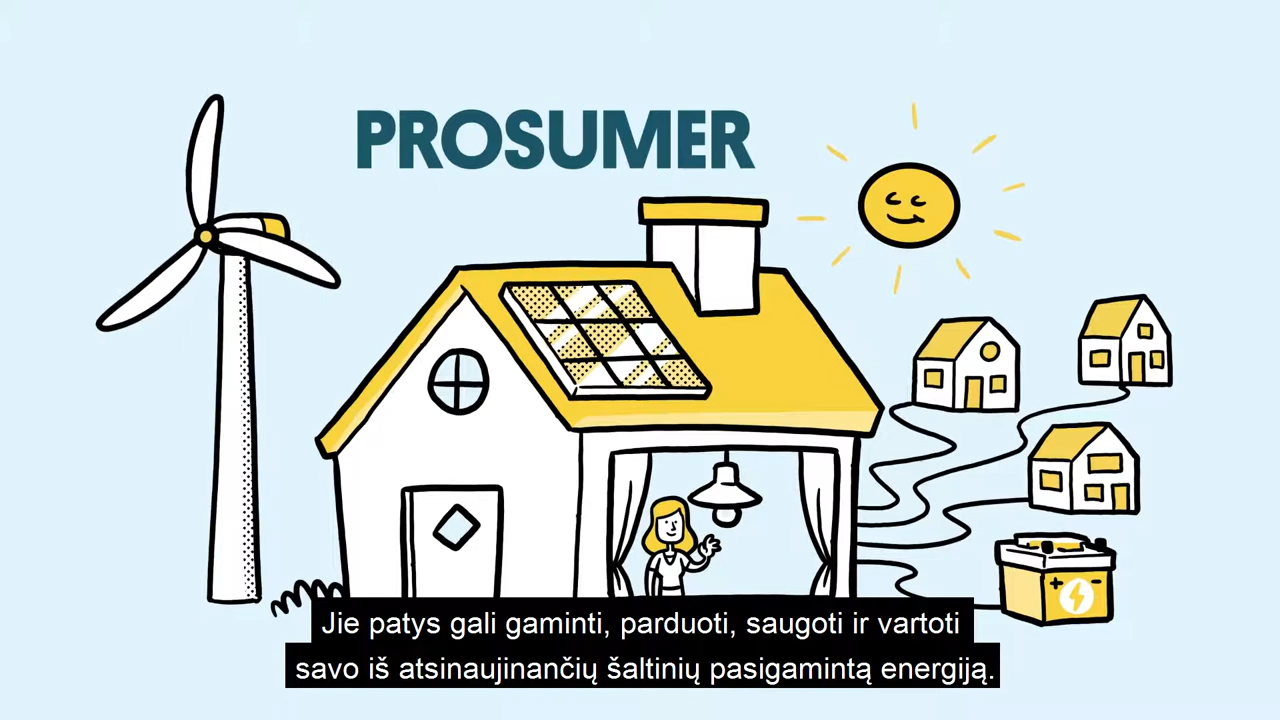 PROSUMER
Jie patys gali gaminti, parduoti, saugoti ir vartoti
savo iš atsinaujinančių šaltinių pasigamintą energiją.